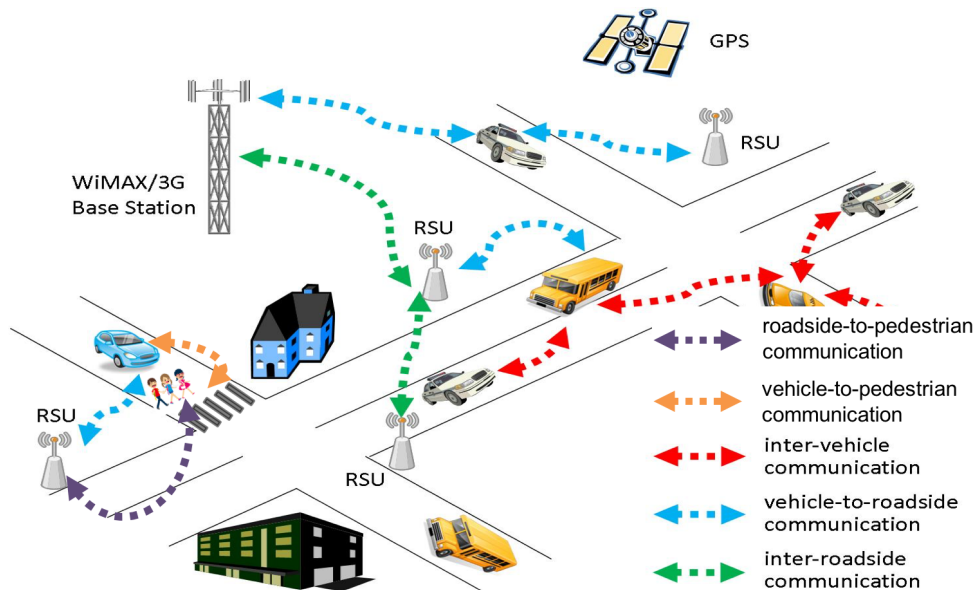 GPS
RSU
WiMAX/3G
Base Station
RSU
RSU
RSU
roadside-to-pedestrian
communication
vehicle-to-pedestrian
communication
inter-vehicle
communication
vehicle-to-roadside
communication
inter-roadside
communication